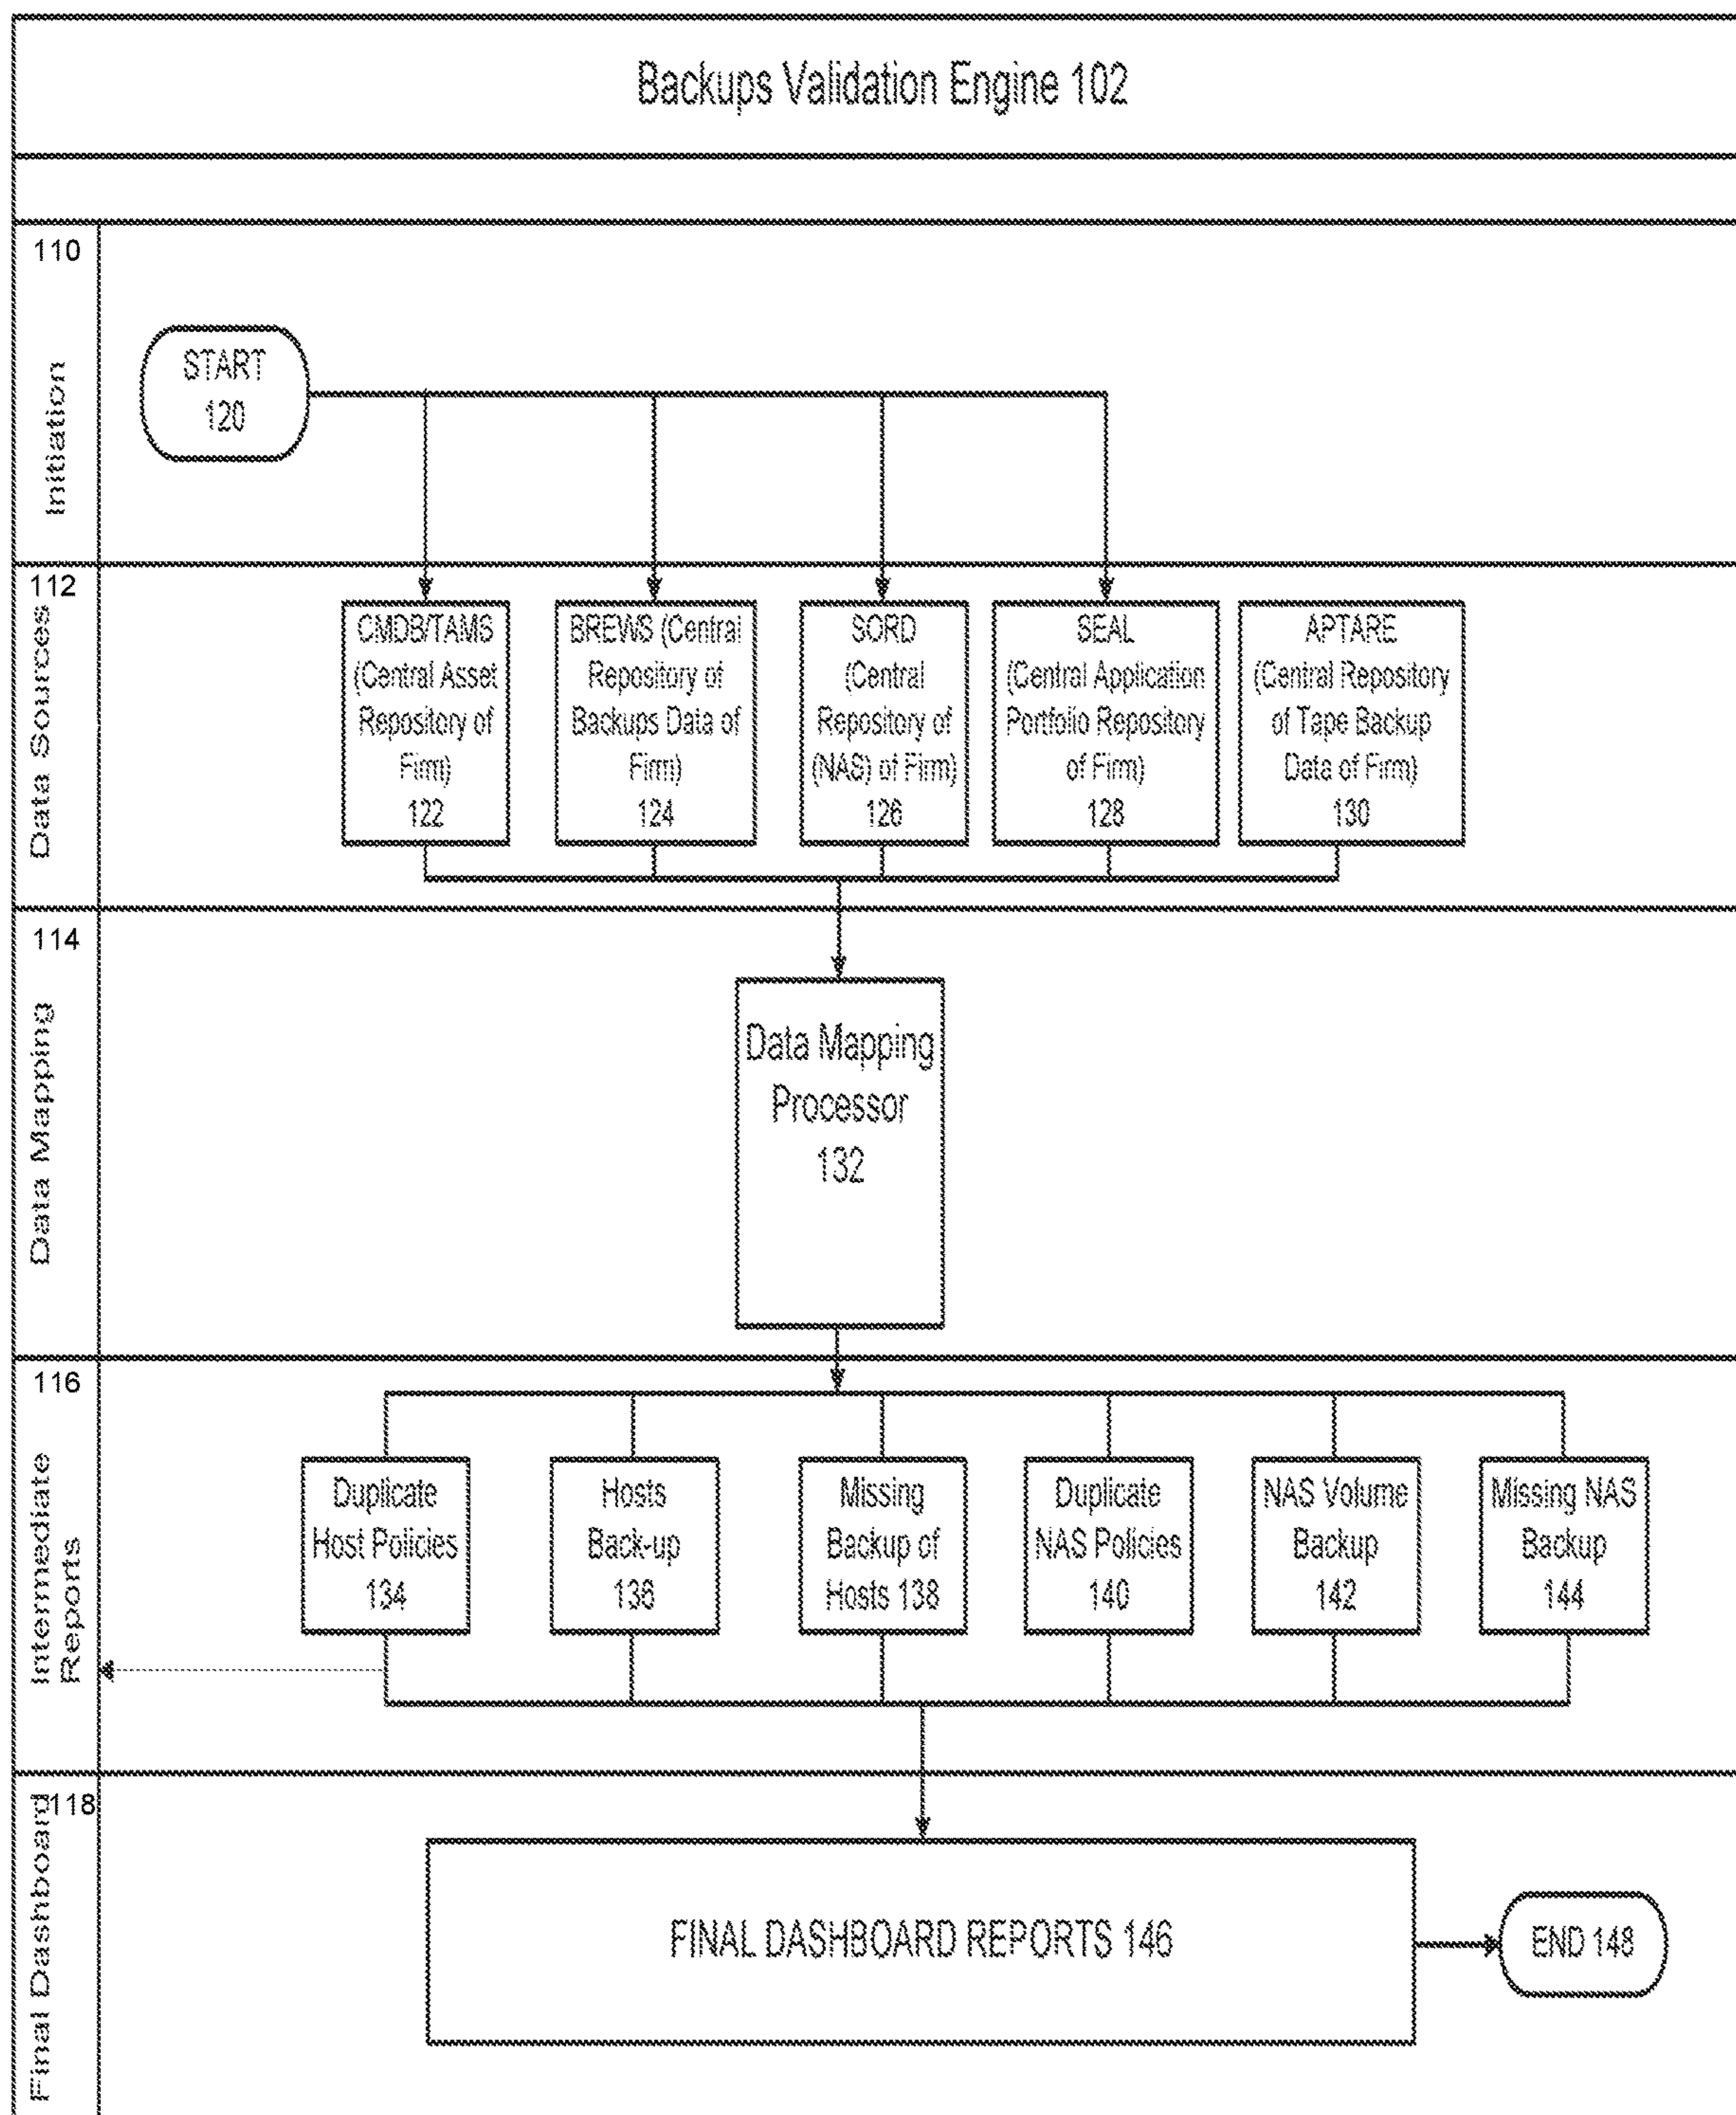 Backups Validation Engine 102
110
Initiation
START
120
112
Data Sources
CMDB/TAMS
(Central Asset
Repository of
Firm)
122
BREWS (Central
Repository of
Backups Data of
Firm)
124
SORD
(Central
Repository of
(NAS) of Firm)
126
SEAL
(Central Application
Portfolio Repository
of Firm)
128
APTARE
(Central Repository
of Tape Backup
Data of Firm)
130
114
Data Mapping
Data Mapping
Processor
132
116
Intermediate
Reports
Duplicate
Host Policies
134
Hosts
Back-up
136
Missing
Backup of
Hosts 138
Duplicate
NAS Policies
140
NAS Volume
Backup
142
Missing NAS
Backup
144
118
Final Dashboard
FINAL DASHBOARD REPORTS 146
END 148